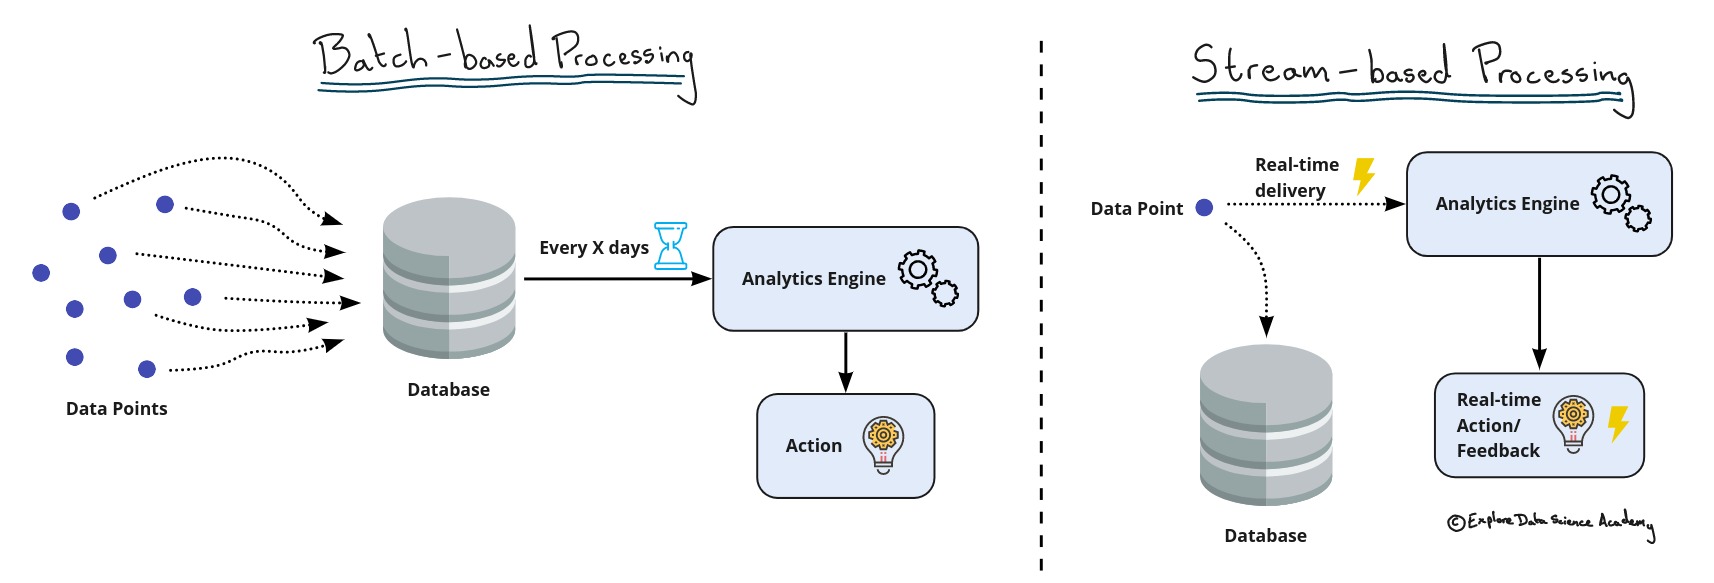 Batch-based Processing
Every X days
Analytics Engine
Database
Data Points
Action
Stream-based Processing
Real-time
delivery
Data Point
Analytics Engine
Real-time
Action/
Feedback
Database
© Explore Data Science Academy